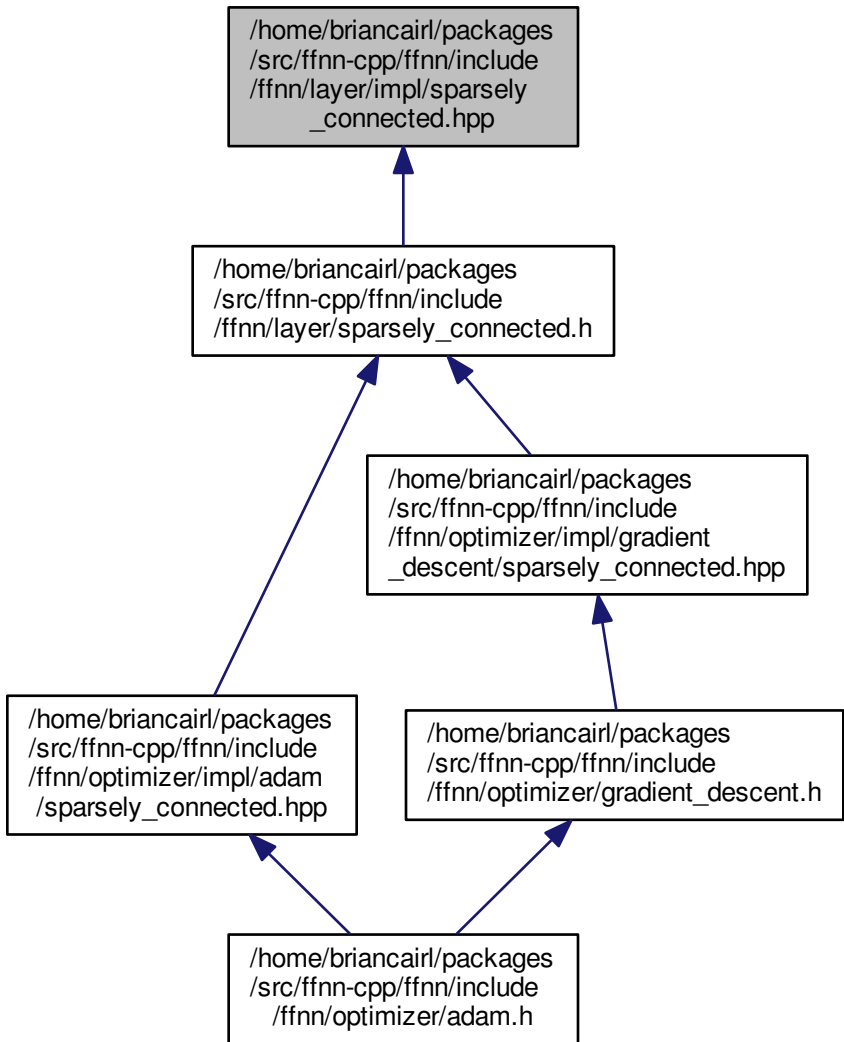 /home/briancairl/packages
/src/ffnn-cpp/ffnn/include
/ffnn/layer/impl/sparsely
_connected.hpp
/home/briancairl/packages
/src/ffnn-cpp/ffnn/include
/ffnn/layer/sparsely_connected.h
/home/briancairl/packages
/src/ffnn-cpp/ffnn/include
/ffnn/optimizer/impl/gradient
_descent/sparsely_connected.hpp
/home/briancairl/packages
/src/ffnn-cpp/ffnn/include
/ffnn/optimizer/impl/adam
/sparsely_connected.hpp
/home/briancairl/packages
/src/ffnn-cpp/ffnn/include
/ffnn/optimizer/gradient_descent.h
/home/briancairl/packages
/src/ffnn-cpp/ffnn/include
/ffnn/optimizer/adam.h